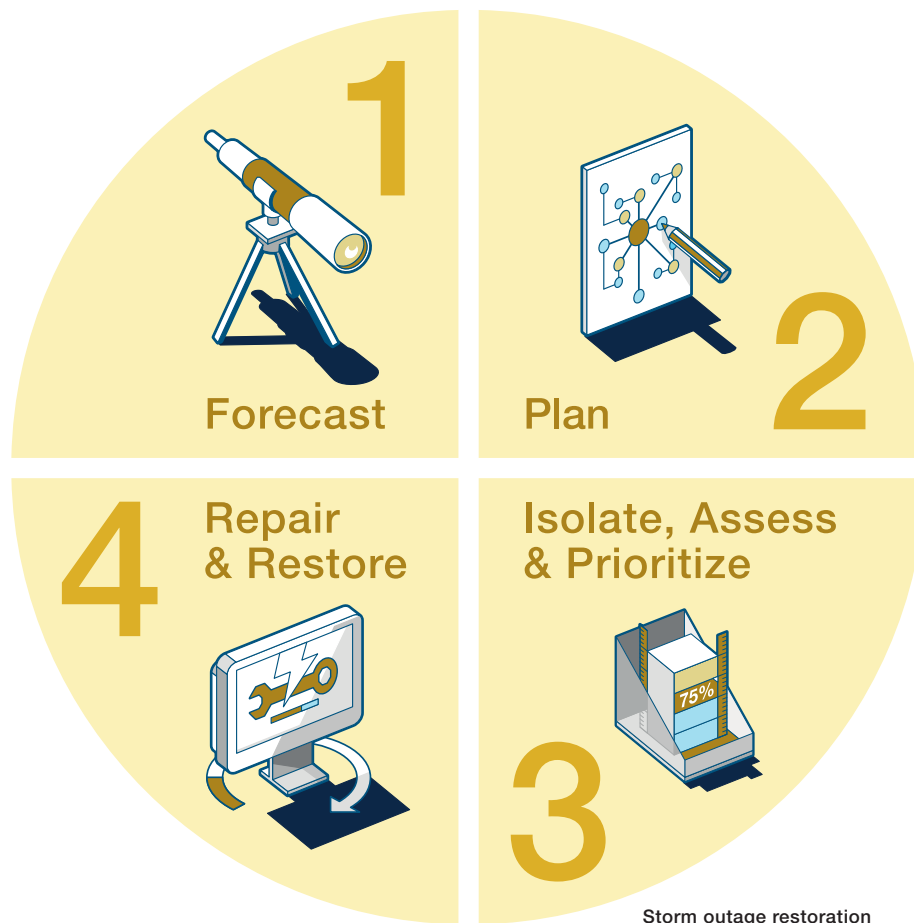 1
Forecast
2
Plan
3
Isolate, Assess
& Prioritize
75%
4
Repair
& Restore
Storm outage restoration